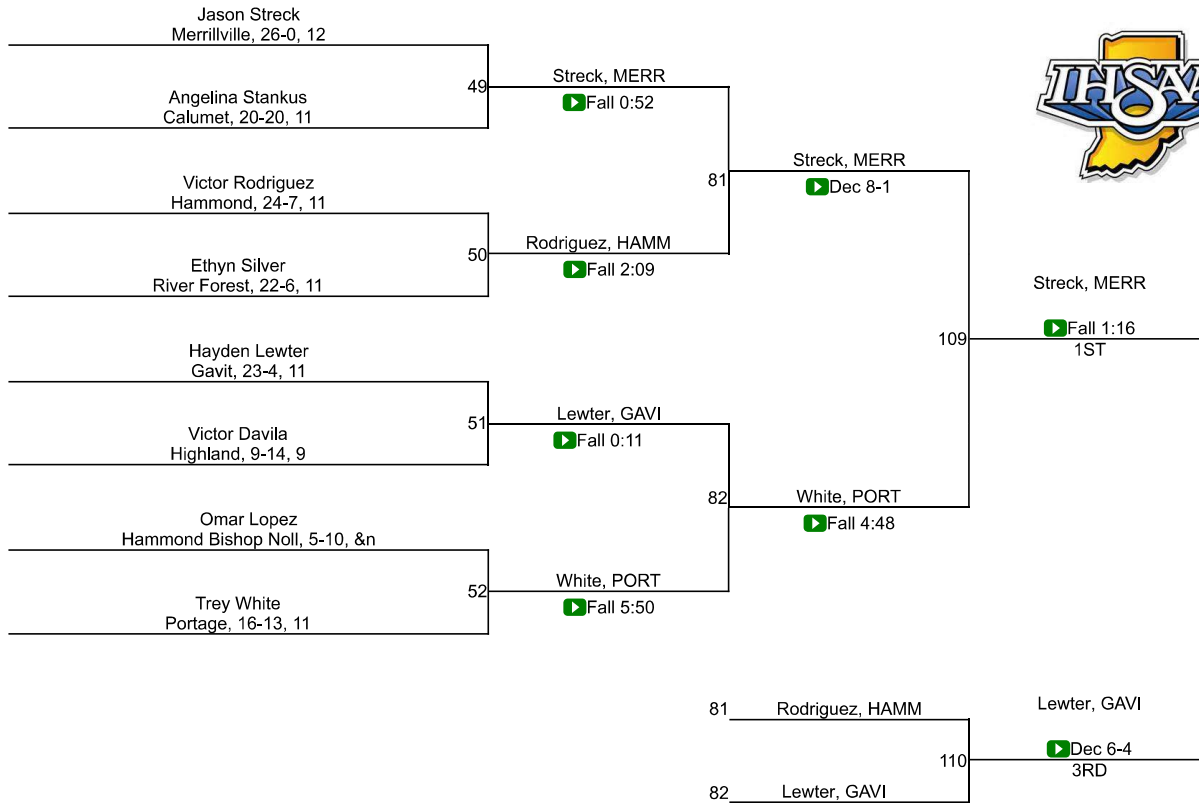 Jason Streck
Merrillville, 26-0, 12
49
Streck, MERR
Fall 0:52
Angelina Stankus
Calumet, 20-20, 11
81
Streck, MERR
Dec 8-1
Victor Rodriguez
Hammond, 24-7, 11
50
Rodriguez, HAMM
Fall 2:09
Ethyn Silver
River Forest, 22-6, 11
109
Streck, MERR
Fall 1:16
1ST
Hayden Lewter
Gavit, 23-4, 11
51
Lewter, GAVI
Fall 0:11
Victor Davila
Highland, 9-14, 9
82
White, PORT
Fall 4:48
Omar Lopez
Hammond Bishop Noll, 5-10, &n
52
White, PORT
Fall 5:50
Trey White
Portage, 16-13, 11
81
Rodriguez, HAMM
110
Lewter, GAVI
Dec 6-4
3RD
82
Lewter, GAVI
IHSAA